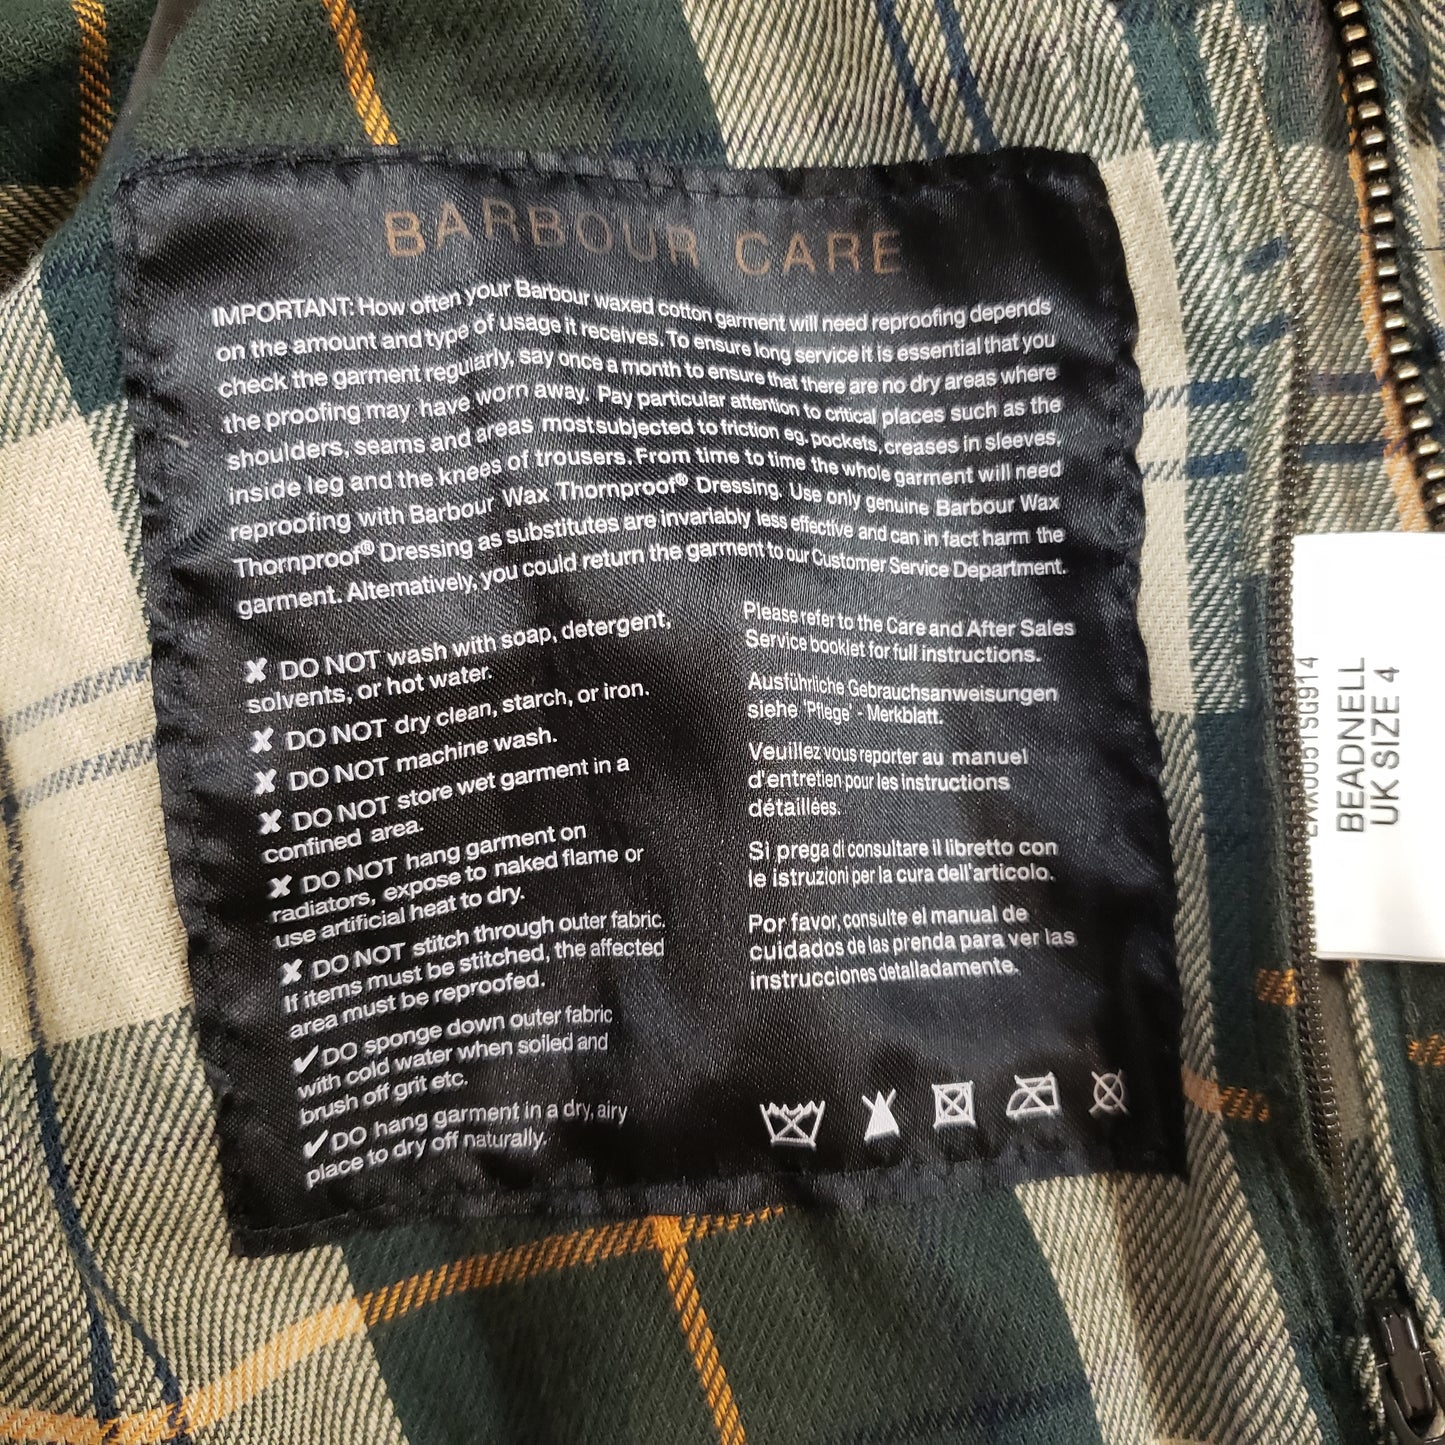 BARBOUR CARE
IMPORTANT: How often your Barbour waxed cotton garment will need reproofing depends
on the amount and type of usage it receives. To ensure long service it is essential that you
check the garment regularly, say once a month to ensure that there are no dry areas where
the proofing may have worn away. Pay particular attention to critical places such as the
shoulders, seams and areas most subjected to friction eg. pockets, creases in sleeves,
inside leg and the knees of trousers. From time to time the whole garment will need
reproofing with Barbour Wax Thornproof® Dressing. Use only genuine Barbour Wax
Thornproof® Dressing as substitutes are invariably less effective and can in fact harm the
garment. Alternatively, you could return the garment to our Customer Service Department.
✘ DO NOT wash with soap, detergent,
solvents, or hot water.
✘ DO NOT dry clean, starch, or iron.
✘ DO NOT machine wash.
✘ DO NOT store wet garment in a
confined area.
✘ DO NOT hang garment on
radiators, expose to naked flame or
use artificial heat to dry.
✘ DO NOT stitch through outer fabric.
If items must be stitched, the affected
area must be reproofed.
✔ DO sponge down outer fabric
with cold water when soiled and
brush off grit etc.
✔ DO hang garment in a dry, airy
place to dry off naturally.
Please refer to the Care and After Sales
Service booklet for full instructions.
Ausführliche Gebrauchsanweisungen
siehe 'Pflege' - Merkblatt.
Veuillez vous reporter au manuel
d'entretien pour les instructions
détaillées.
Si prega di consultare il libretto con
le istruzioni per la cura dell'articolo.
Por favor, consulte el manual de
cuidados de las prenda para ver las
instrucciones detalladamente.
BEADNELL
UK SIZE 4